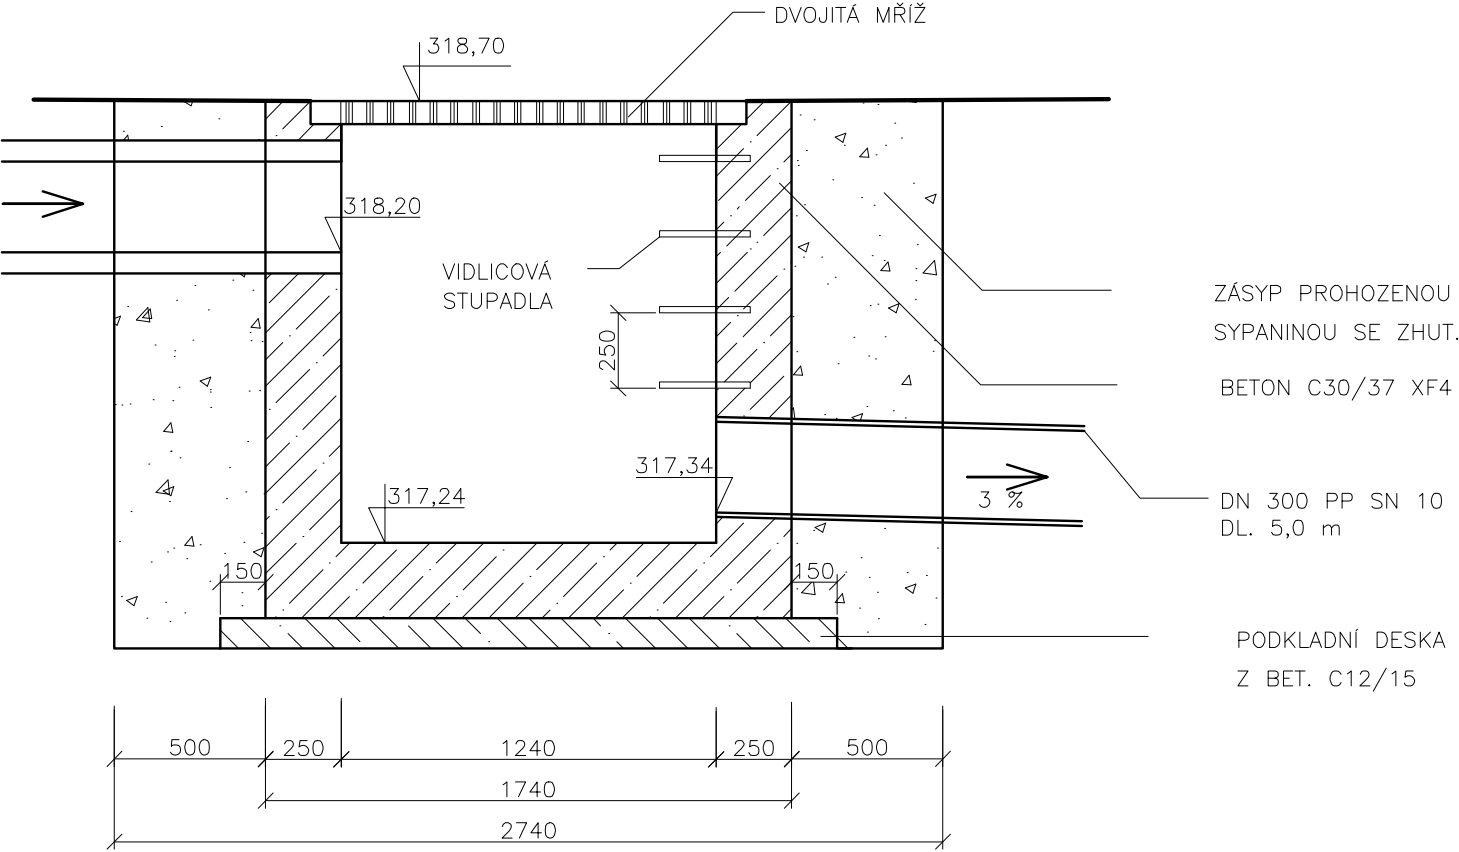 DVOJITÁ MŘÍŽ
318,70
318,20
VIDLICOVÁ
STUPADLA
250
ZÁSYP PROHOZENOU
SYPANINOU SE ZHUT.
BETON C30/37 XF4
317,34
3 %
317,24
DN 300 PP SN 10
DL. 5,0 m
150
150
PODKLADNÍ DESKA
Z BET. C12/15
500
250
1240
250
500
1740
2740